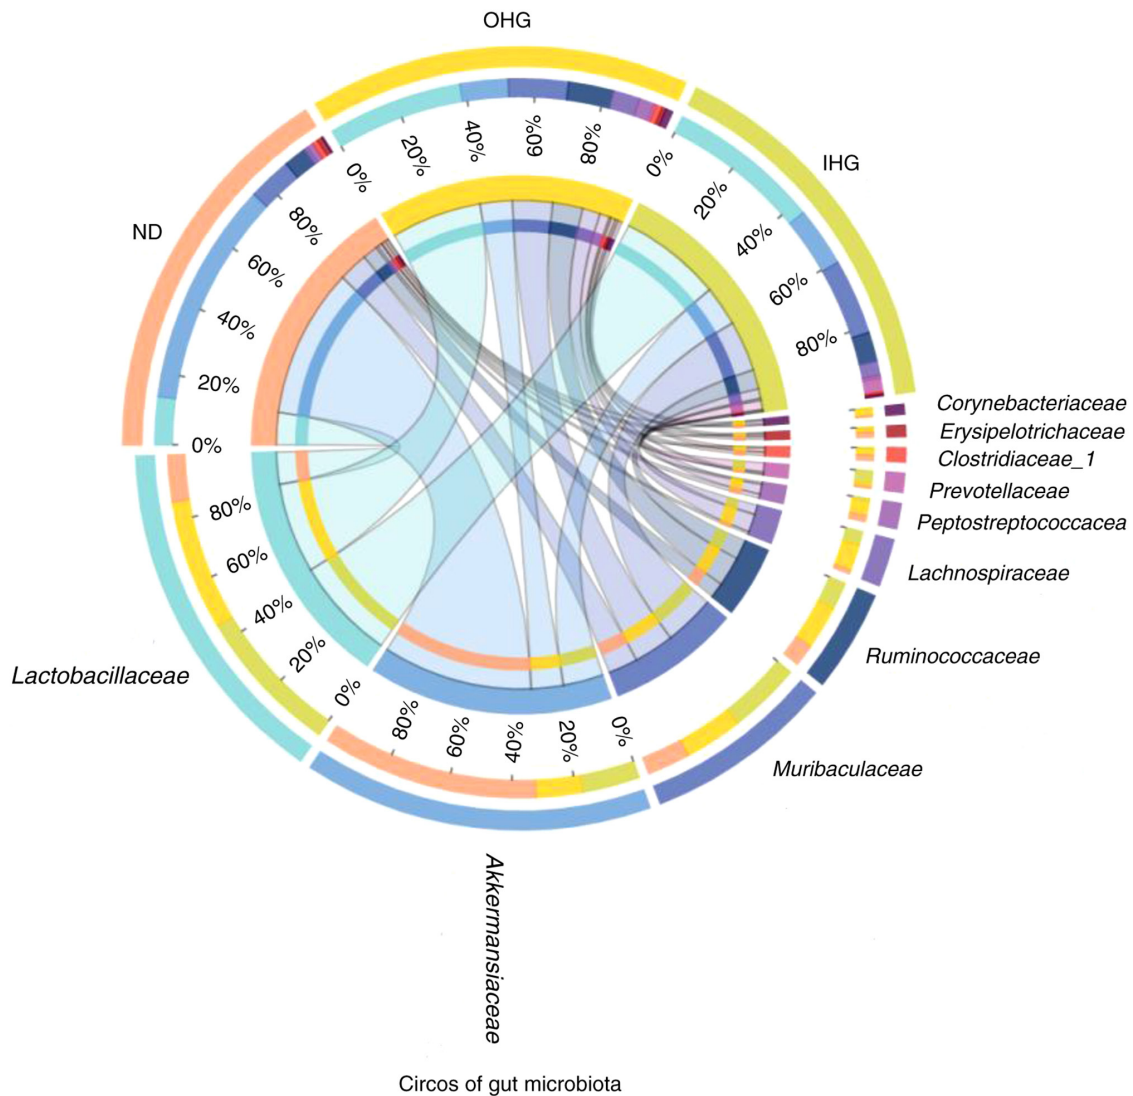 OHG
0%
20%
40%
60%
80%
IHG
0%
20%
40%
60%
80%
ND
80%
60%
40%
20%
0%
Corynebacteriaceae
Erysipelotrichaceae
Clostridiaceae_1
Prevotellaceae
Peptostreptococcacea
Lachnospiraceae
Ruminococcaceae
Muribaculaceae
80%
60%
40%
20%
0%
Lactobacillaceae
80%
60%
40%
20%
0%
Akkermansiaceae
Circos of gut microbiota